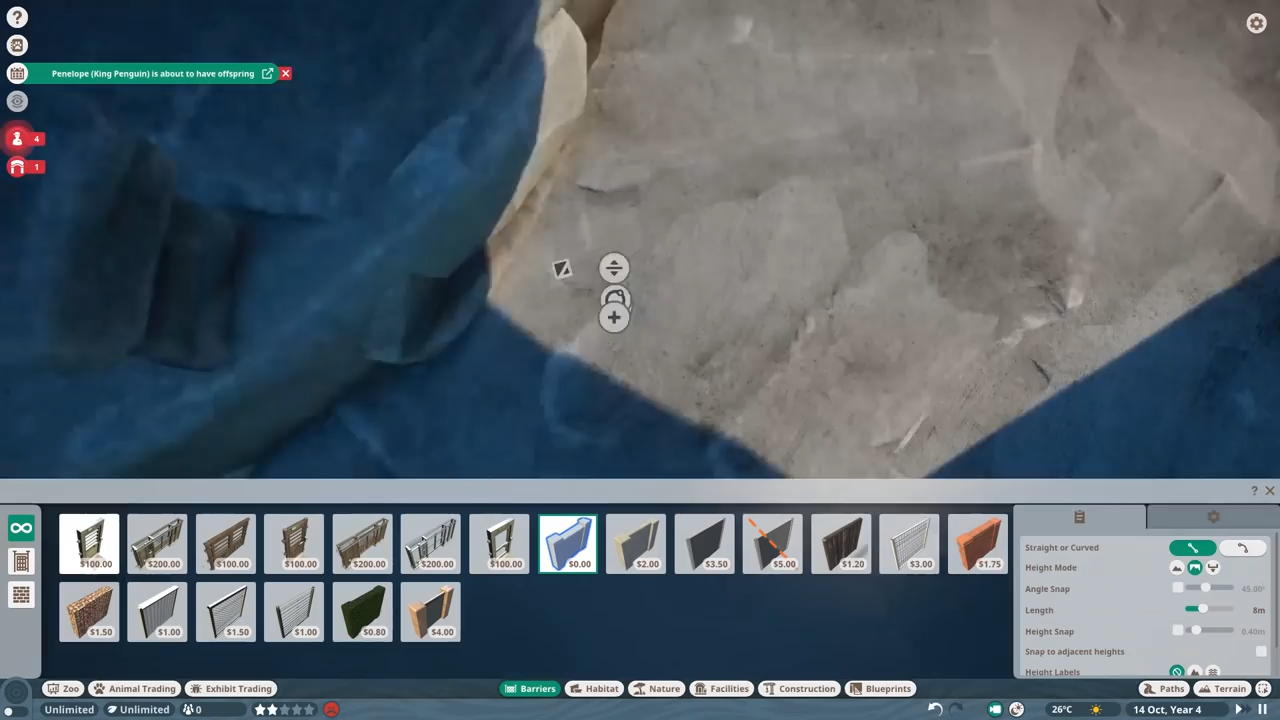 Penelope (King Penguin) is about to have offspring
4
1
?
$100.00
$200.00
$100.00
$100.00
$200.00
$200.00
$100.00
$0.00
$2.00
$3.50
$5.00
$1.20
$3.00
$1.75
$1.50
$1.00
$1.50
$1.00
$0.80
$4.00
Straight or Curved
Height Mode
Angle Snap
45.00°
Length
8m
Height Snap
0.40m
Snap to adjacent heights
Height Labels
Zoo
Animal Trading
Exhibit Trading
Barriers
Habitat
Nature
Facilities
Construction
Blueprints
Paths
Terrain
Unlimited
Unlimited
0
26°C
14 Oct, Year 4